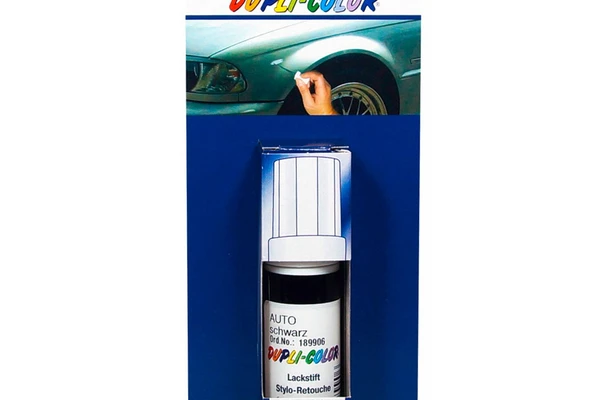 DUPLI-COLOR
AUTO
schwarz
Ord.No.: 189906
DUPLI-COLOR
Lackstift
Stylo-Retouche